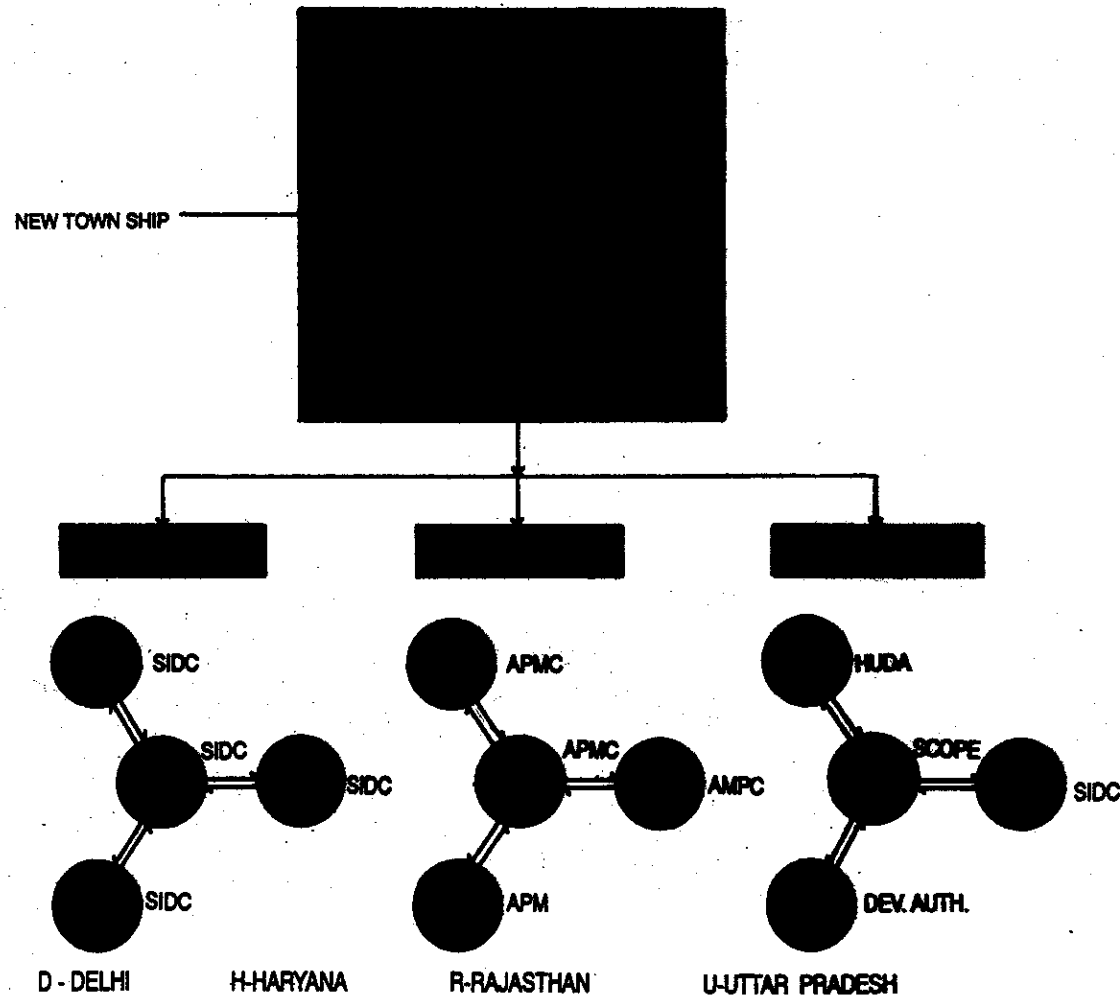 NEW TOWN SHIP
SIDC APMC HUDA
SIDC APMC SCOPE
SIDC AMPC SIDC
SIDC APM DEV. AUTH.
D - DELHI H-HARYANA R-RAJASTHAN U-UTTAR PRADESH